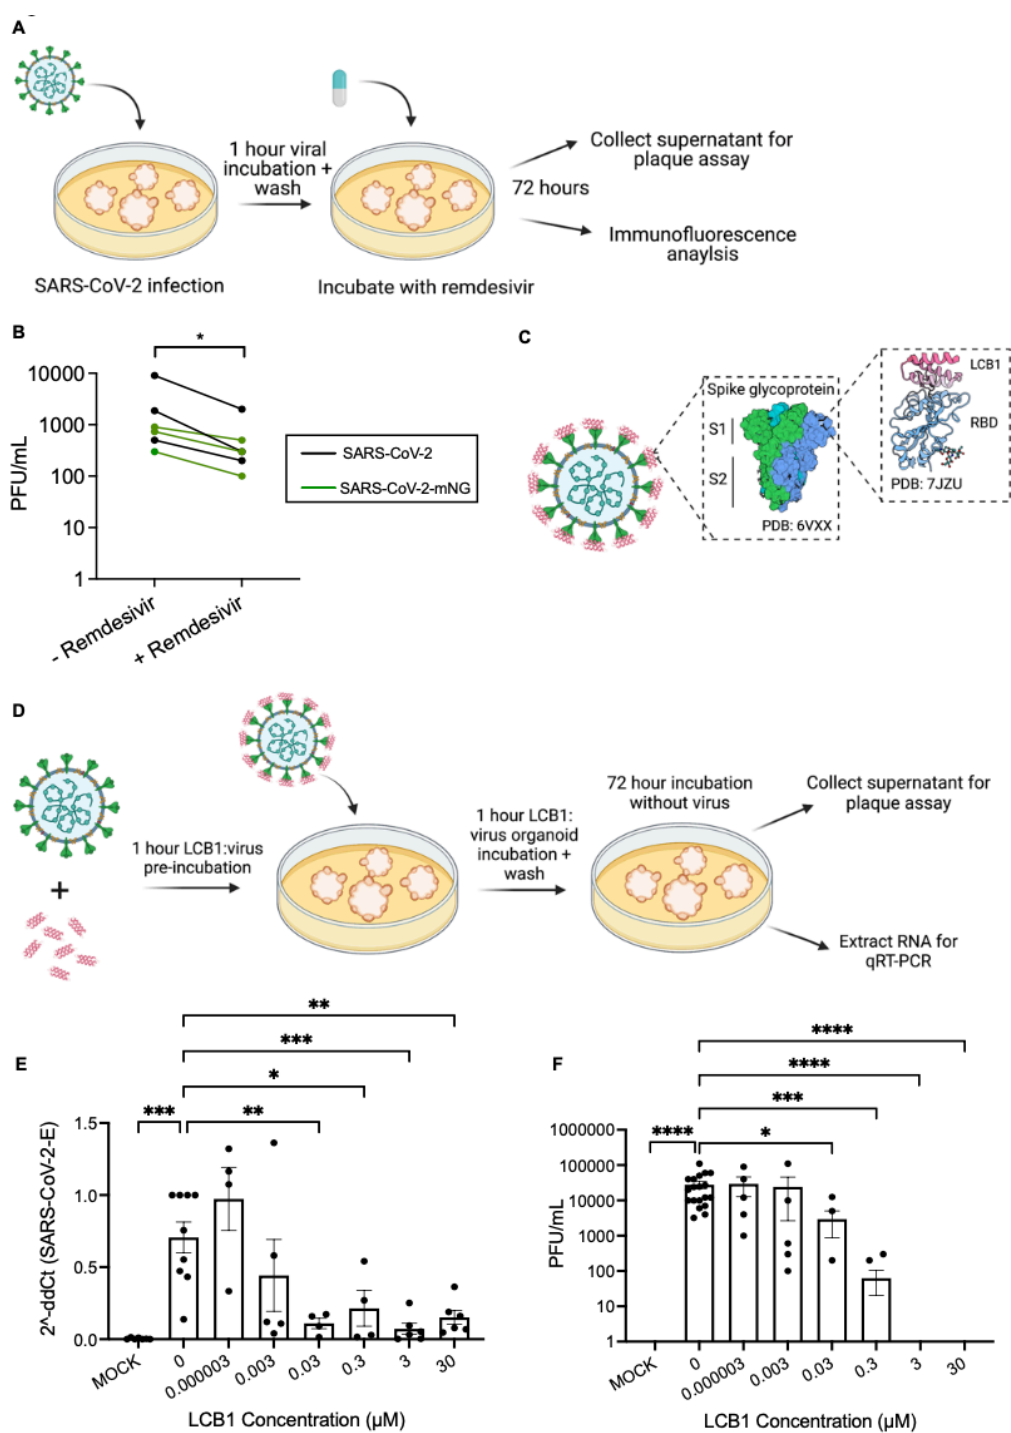 A
1 hour viral
incubation +
wash
72 hours
Collect supernatant for
plaque assay
Immunofluorescence
anaylsis
SARS-CoV-2 infection
Incubate with remdesivir
B
*
PFU/mL
10000
1000
100
10
1
- Remdesivir
+ Remdesivir
SARS-CoV-2
SARS-CoV-2-mNG
C
Spike glycoprotein
S1
S2
PDB: 6VXX
LCB1
RBD
PDB: 7JZU
D
+
1 hour LCB1:virus
pre-incubation
1 hour LCB1:
virus organoid
incubation +
wash
72 hour incubation
without virus
Collect supernatant for
plaque assay
Extract RNA for
qRT-PCR
E
**
***
*
***
**
2^-ddCt (SARS-CoV-2-E)
1.5
1.0
0.5
0.0
MOCK
0
0.000003
0.003
0.03
0.3
3
30
LCB1 Concentration (µM)
F
****
****
***
****
*
PFU/mL
1000000
100000
10000
1000
100
10
1
MOCK
0
0.000003
0.003
0.03
0.3
3
30
LCB1 Concentration (µM)